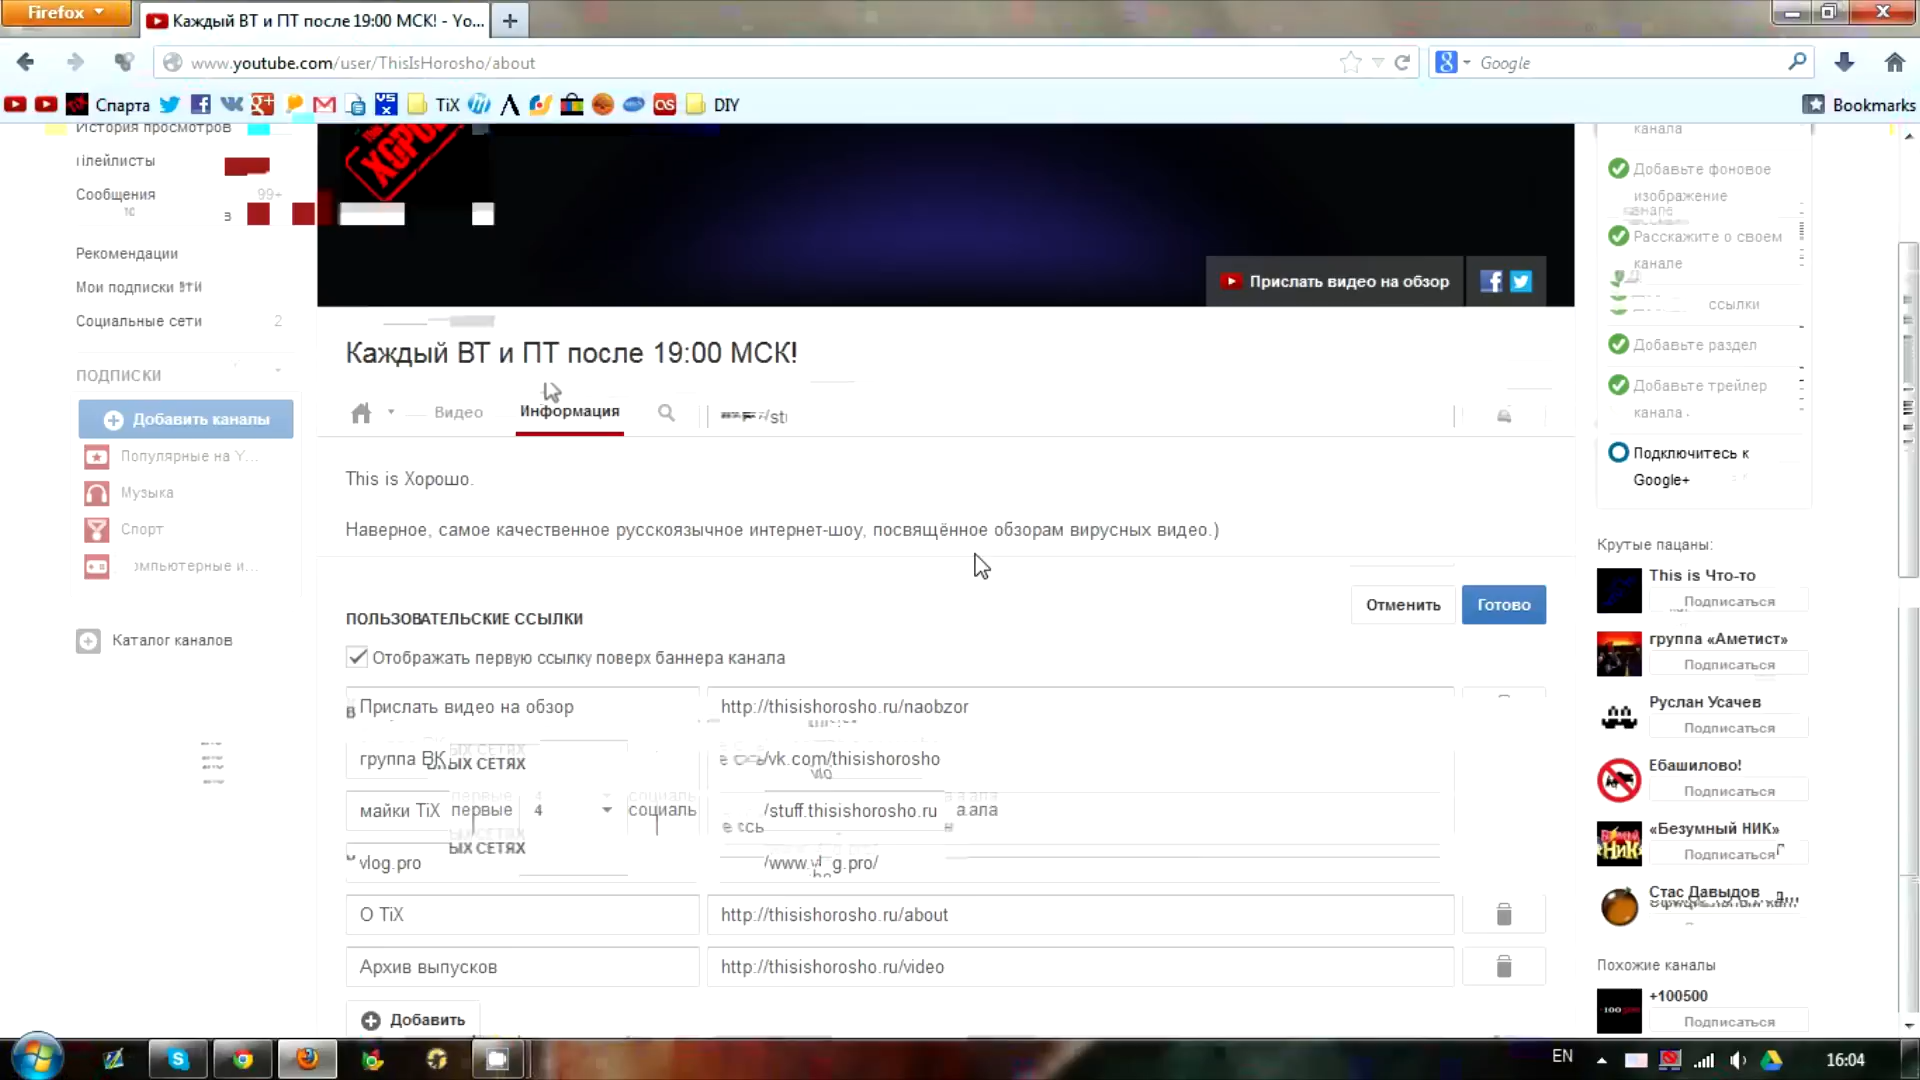 Firefox
Каждый ВТ и ПТ после 19:00 МСК! - Yo...
www.youtube.com/user/ThisIsHorosho/about
Google
Спарта
TiX
DIY
Bookmarks
История просмотров
Плейлисты
Сообщения 99+
Рекомендации
Мои подписки
Социальные сети 2
ПОДПИСКИ
Добавить каналы
Популярные на Y...
Музыка
Спорт
Каталог каналов
Прислать видео на обзор
Каждый ВТ и ПТ после 19:00 МСК!
Видео
Информация
This is Хорошо.
Наверное, самое качественное русскоязычное интернет-шоу, посвящённое обзорам вирусных видео.)
Отменить
Готово
ПОЛЬЗОВАТЕЛЬСКИЕ ССЫЛКИ
Отображать первую ссылку поверх баннера канала
Прислать видео на обзор
http://thisishorosho.ru/naobzor
группа ВК
/vk.com/thisishorosho
майки TiX
первые
4
социаль
/stuff.thisishorosho.ru
vlog.pro
О TiX
http://thisishorosho.ru/about
Архив выпусков
http://thisishorosho.ru/video
Добавить
канала
Добавьте фоновое
изображение
Расскажите о своем
канале
ссылки
Добавьте раздел
Добавьте трейлер
канала
Подключитесь к
Google+
Крутые пацаны:
This is Что-то
Подписаться
группа «Аметист»
Подписаться
Руслан Усачев
Подписаться
Ебашилово!
Подписаться
«Безумный НИК»
Подписаться
Стас Давыдов
Похожие каналы
+100500
Подписаться
EN
16:04